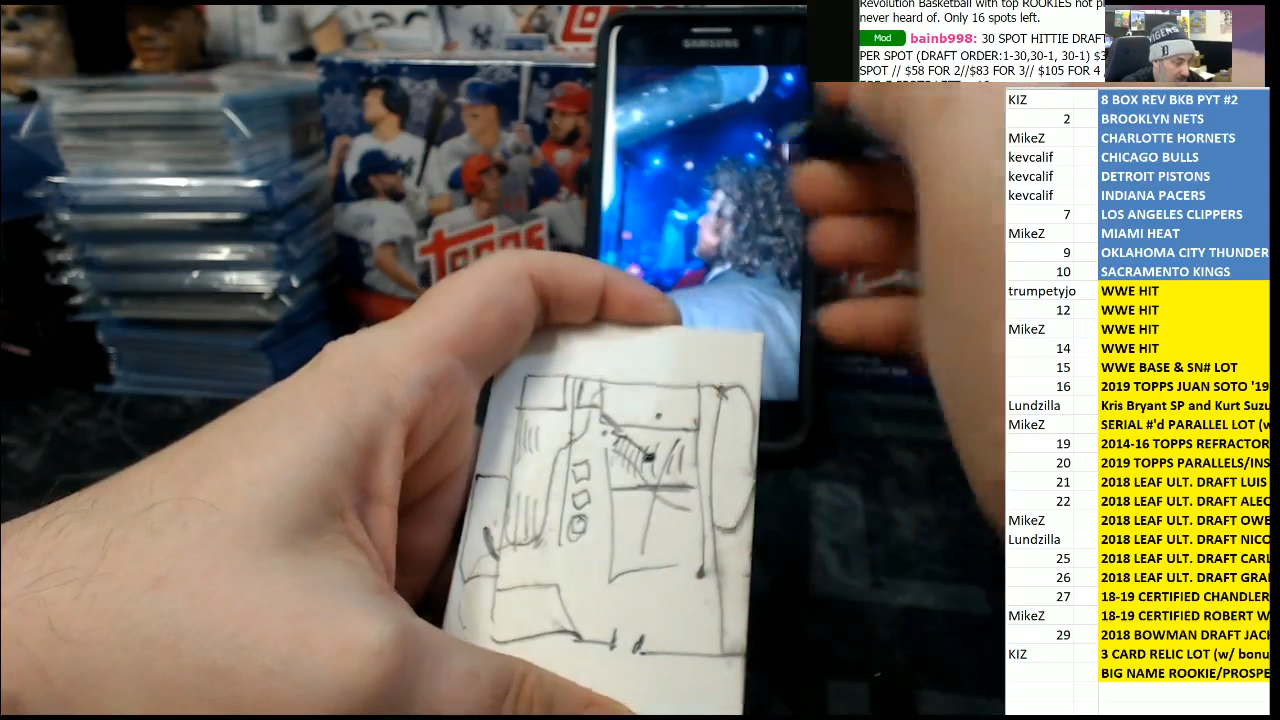 Revolution Basketball with top ROOKIES not
never heard of. Only 16 spots left.
Mod bainb998: 30 SPOT HITTIE DRAFT
PER SPOT (DRAFT ORDER:1-30,30-1, 30-1)
SPOT // $58 FOR 2//$83 FOR 3// $105 FOR 4
SAMSUNG
TIGERS
D
topps
KIZ 8 BOX REV BKB PYT #2
2 BROOKLYN NETS
MikeZ CHARLOTTE HORNETS
kevcalif CHICAGO BULLS
kevcalif DETROIT PISTONS
kevcalif INDIANA PACERS
7 LOS ANGELES CLIPPERS
MikeZ MIAMI HEAT
9 OKLAHOMA CITY THUNDER
10 SACRAMENTO KINGS
trumpetyjo WWE HIT
12 WWE HIT
MikeZ WWE HIT
14 WWE HIT
15 WWE BASE & SN# LOT
16 2019 TOPPS JUAN SOTO '19
Lundzilla Kris Bryant SP and Kurt Suzu
MikeZ SERIAL #'d PARALLEL LOT (w
19 2014-16 TOPPS REFRACTOR
20 2019 TOPPS PARALLELS/INS
21 2018 LEAF ULT. DRAFT LUIS
22 2018 LEAF ULT. DRAFT ALEC
MikeZ 2018 LEAF ULT. DRAFT OWE
Lundzilla 2018 LEAF ULT. DRAFT NICO
25 2018 LEAF ULT. DRAFT CARL
26 2018 LEAF ULT. DRAFT GRA
27 18-19 CERTIFIED CHANDLER
MikeZ 18-19 CERTIFIED ROBERT W
29 2018 BOWMAN DRAFT JACK
KIZ 3 CARD RELIC LOT (w/ bonu
BIG NAME ROOKIE/PROSPE